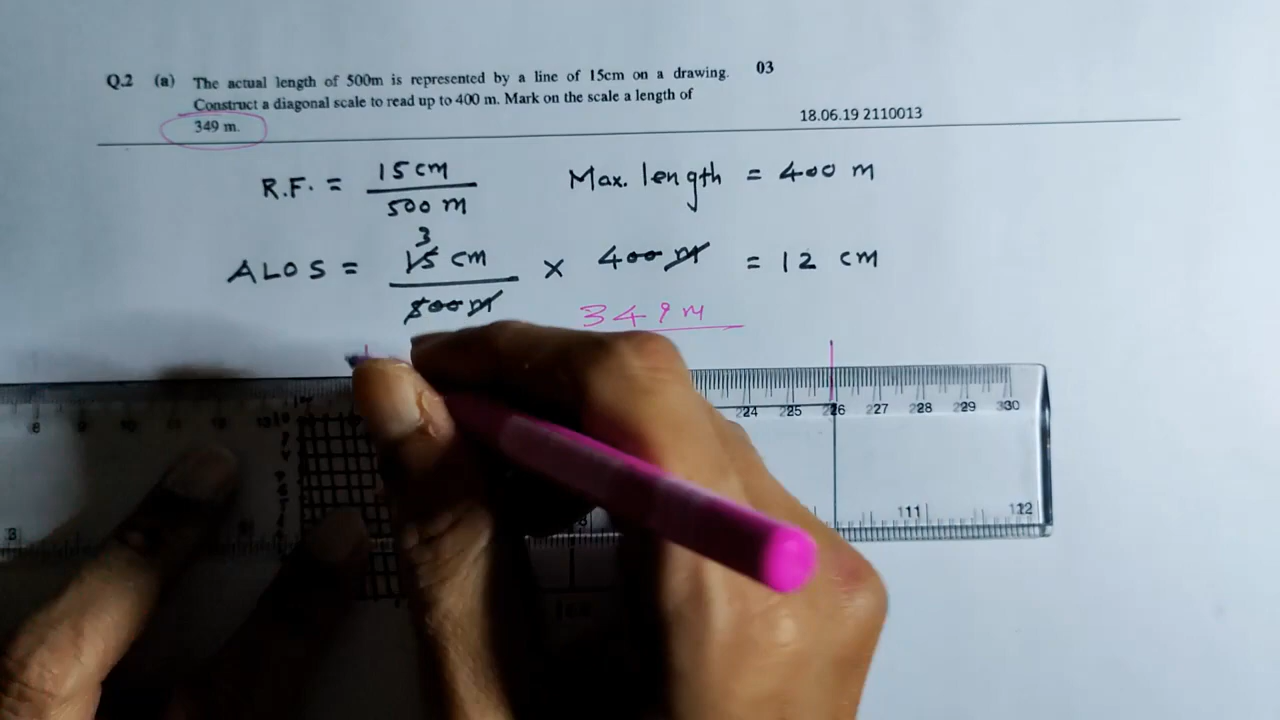 Q.2 (a) The actual length of 500m is represented by a line of 15cm on a drawing. 03
Construct a diagonal scale to read up to 400 m. Mark on the scale a length of
349 m.
18.06.19 2110013
R.F. = 15 cm / 500 m
Max. length = 400 m
3
ALOS = 15 cm / 500 m × 400 m = 12 cm
349 m
24 25 26 27 28 29 30
11 12